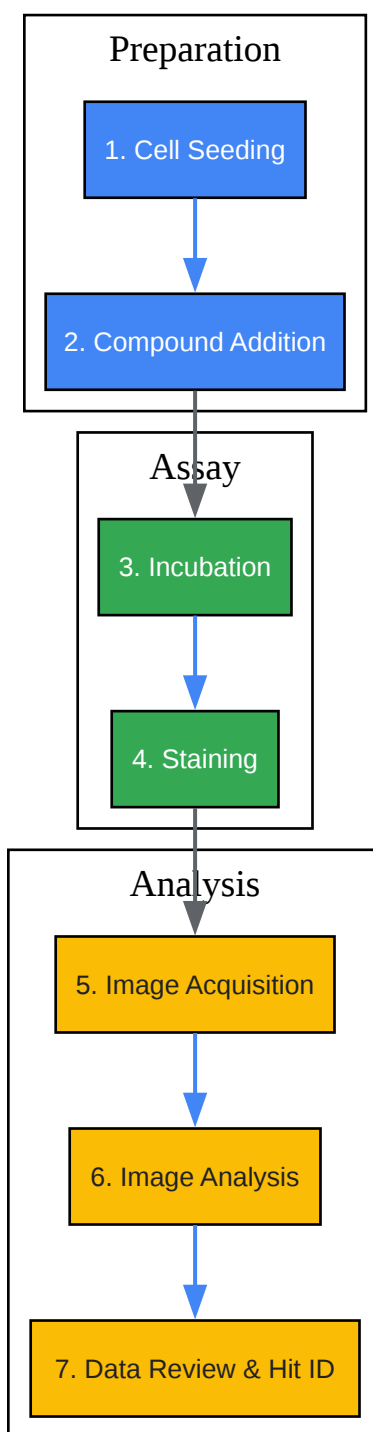 Preparation
1. Cell Seeding
2. Compound Addition
Assay
3. Incubation
4. Staining
Analysis
5. Image Acquisition
6. Image Analysis
7. Data Review & Hit ID